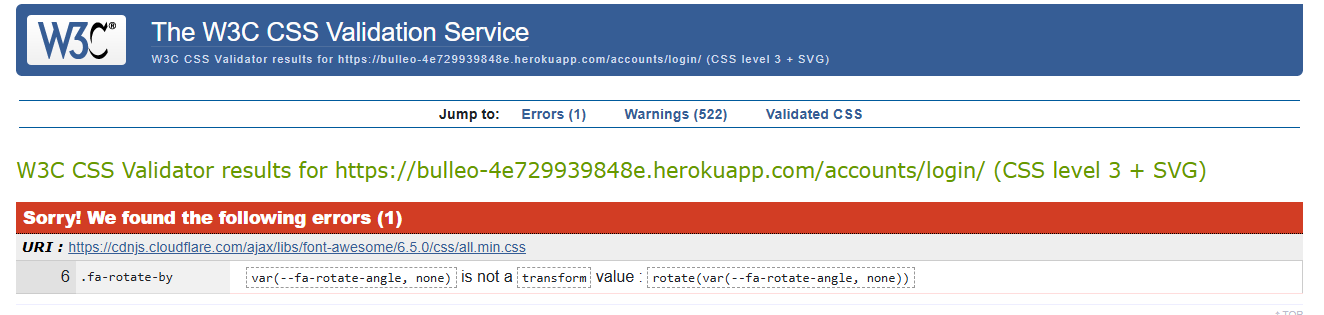 W3C® The W3C CSS Validation Service
W3C CSS Validator results for https://bulleo-4e729939848e.herokuapp.com/accounts/login/ (CSS level 3 + SVG)
Jump to: Errors (1) Warnings (522) Validated CSS
W3C CSS Validator results for https://bulleo-4e729939848e.herokuapp.com/accounts/login/ (CSS level 3 + SVG)
Sorry! We found the following errors (1)
URI : https://cdnjs.cloudflare.com/ajax/libs/font-awesome/6.5.0/css/all.min.css
6 .fa-rotate-by var(--fa-rotate-angle, none) is not a transform value : rotate(var(--fa-rotate-angle, none))